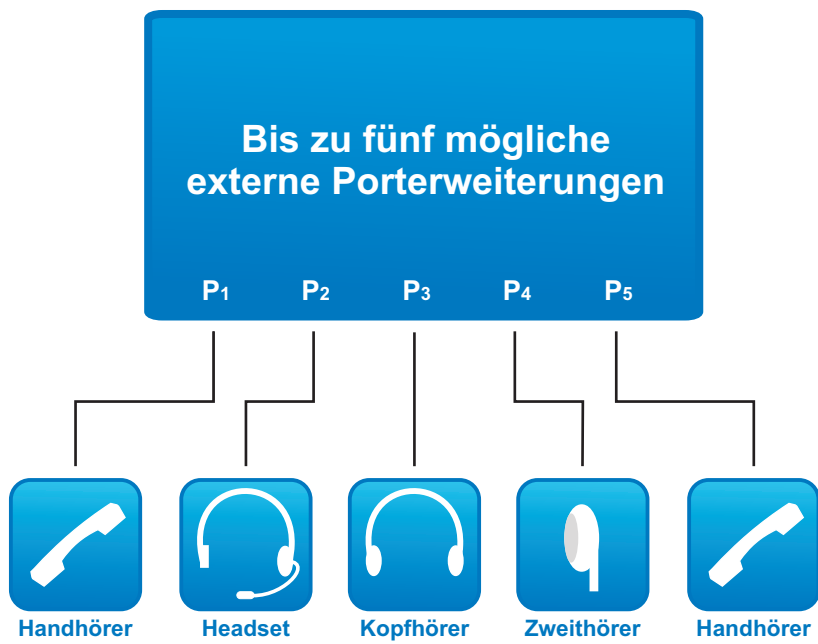 Bis zu fünf mögliche
externe Porterweiterungen
P1 P2 P3 P4 P5
Handhörer Headset Kopfhörer Zweithörer Handhörer